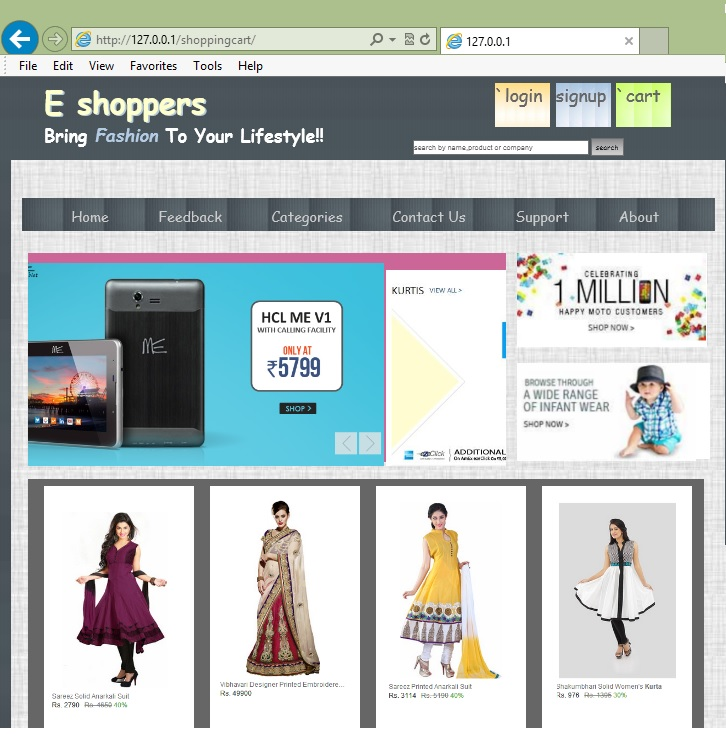 http://127.0.0.1/shoppingcart/
127.0.0.1
File Edit View Favorites Tools Help
E shoppers
`login signup `cart
Bring Fashion To Your Lifestyle!!
search by name,product or company search
Home Feedback Categories Contact Us Support About
ME
ME
HCL ME V1
WITH CALLING FACILITY
ONLY AT
₹5799
SHOP >
KURTIS VIEW ALL >
ADDITIONAL
CELEBRATING
1 MILLION
HAPPY MOTO CUSTOMERS
SHOP NOW >
BROWSE THROUGH
A WIDE RANGE
OF INFANT WEAR
SHOP NOW >
Sareez Solid Anarkali Suit
Rs. 2790 Rs. 4650 40%
Vibhavari Designer Printed Embroidere...
Rs. 49900
Sareez Printed Anarkali Suit
Rs. 3114 Rs. 5190 40%
Shakumbhari Solid Women's Kurta
Rs. 976 Rs. 1395 30%